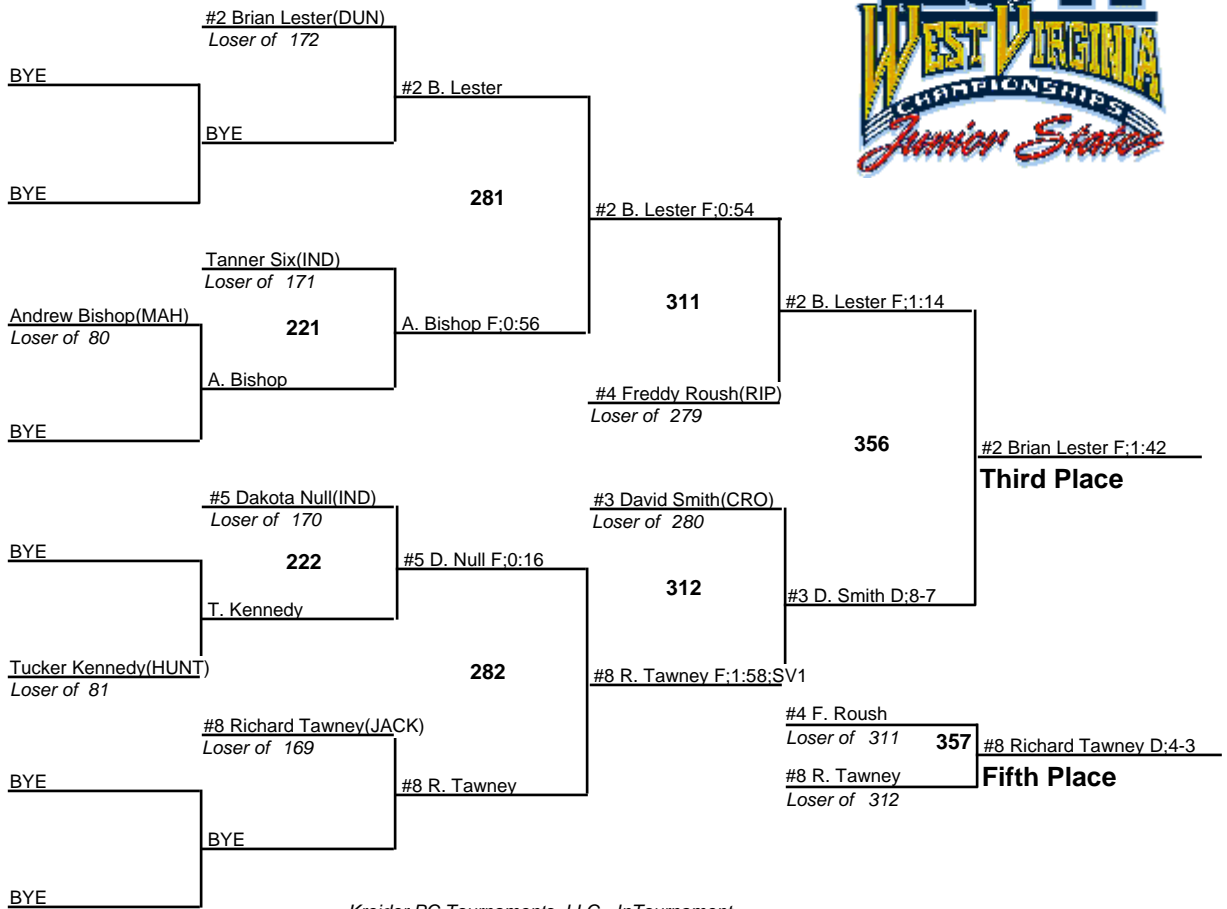 #2 Brian Lester(DUN)
Loser of 172
BYE
#2 B. Lester
BYE
BYE
281
#2 B. Lester F;0:54
Tanner Six(IND)
Loser of 171
Andrew Bishop(MAH)
Loser of 80
221
A. Bishop F;0:56
A. Bishop
BYE
311
#2 B. Lester F;1:14
#4 Freddy Roush(RIP)
Loser of 279
356
#2 Brian Lester F;1:42
Third Place
#5 Dakota Null(IND)
Loser of 170
BYE
222
#5 D. Null F;0:16
T. Kennedy
Tucker Kennedy(HUNT)
Loser of 81
#3 David Smith(CRO)
Loser of 280
312
#3 D. Smith D;8-7
282
#8 R. Tawney F;1:58;SV1
#8 Richard Tawney(JACK)
Loser of 169
BYE
#8 R. Tawney
BYE
BYE
#4 F. Roush
Loser of 311
357
#8 Richard Tawney D;4-3
Fifth Place
#8 R. Tawney
Loser of 312
WEST VIRGINIA
CHAMPIONSHIPS
Junior States